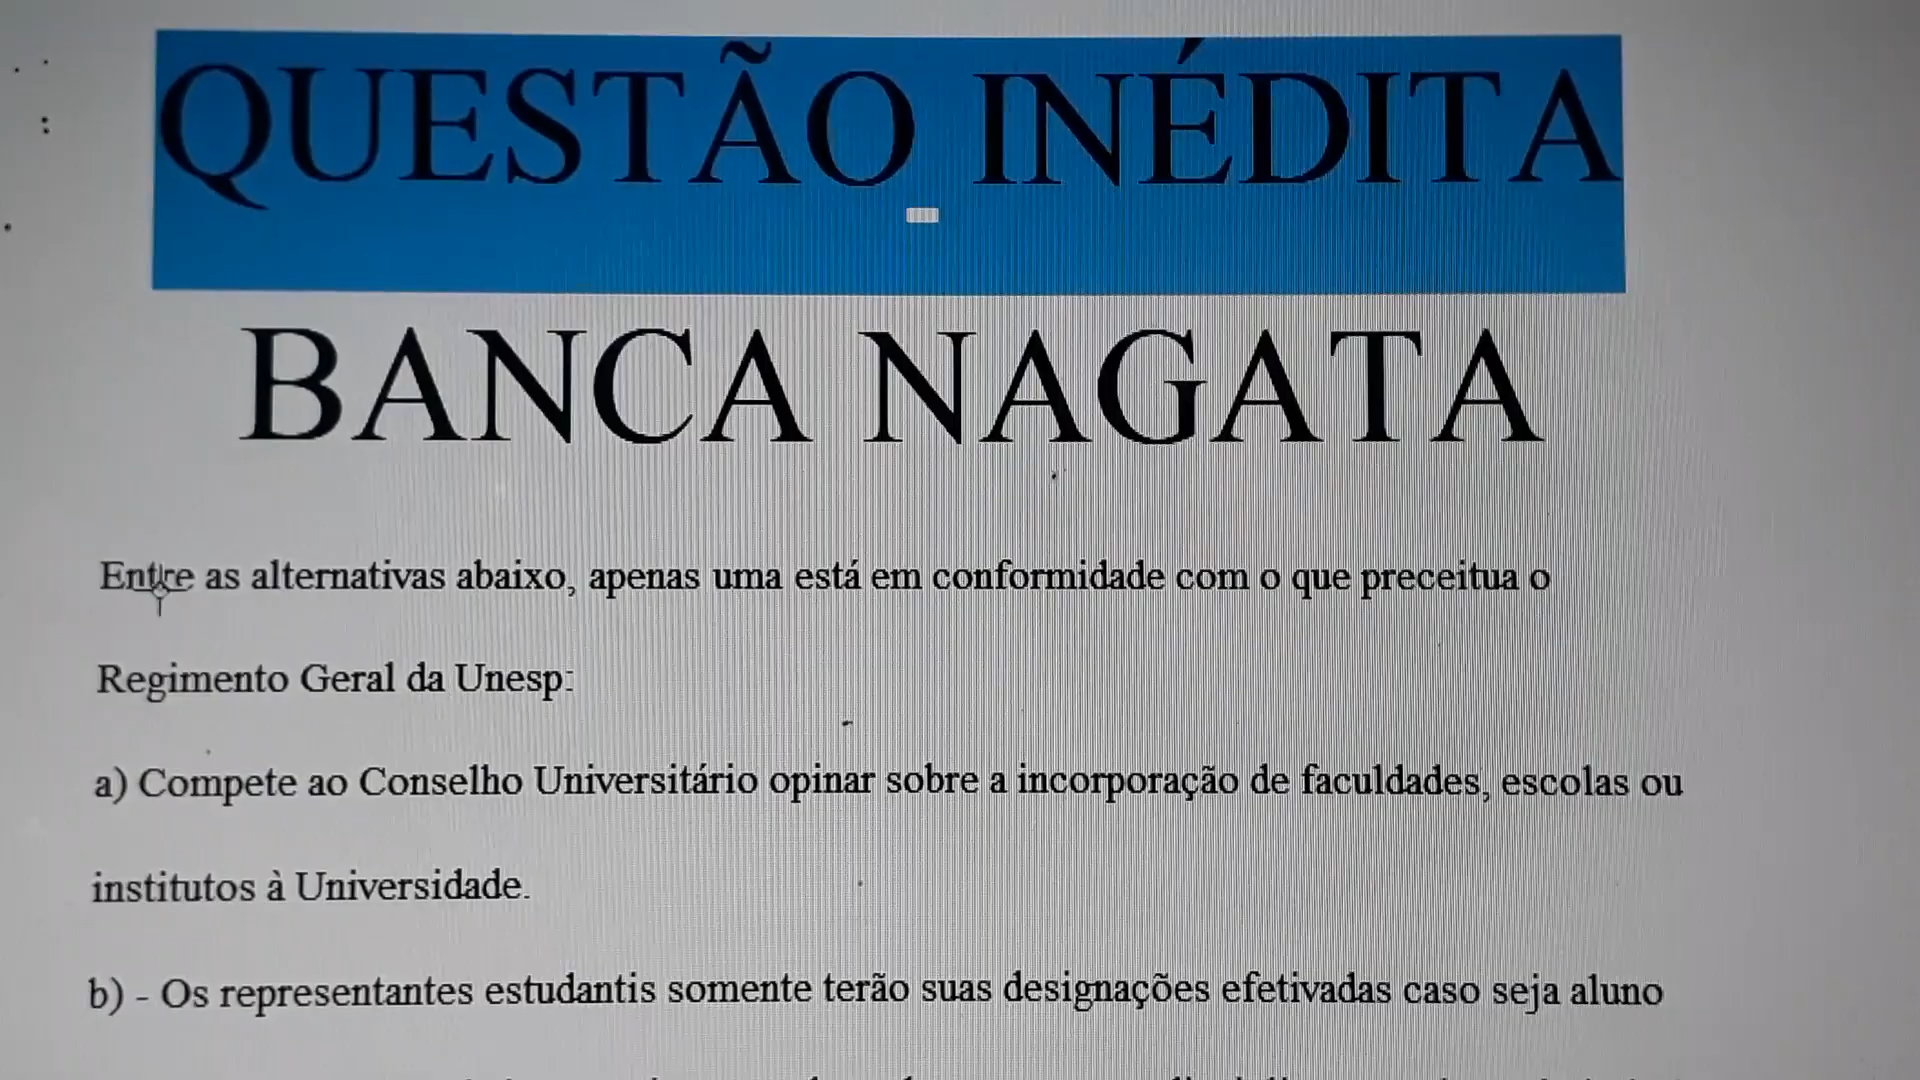 QUESTÃO INÉDITA
BANCA NAGATA
Entre as alternativas abaixo, apenas uma está em conformidade com o que preceitua o
Regimento Geral da Unesp:
a) Compete ao Conselho Universitário opinar sobre a incorporação de faculdades, escolas ou
institutos à Universidade.
b) - Os representantes estudantis somente terão suas designações efetivadas caso seja aluno